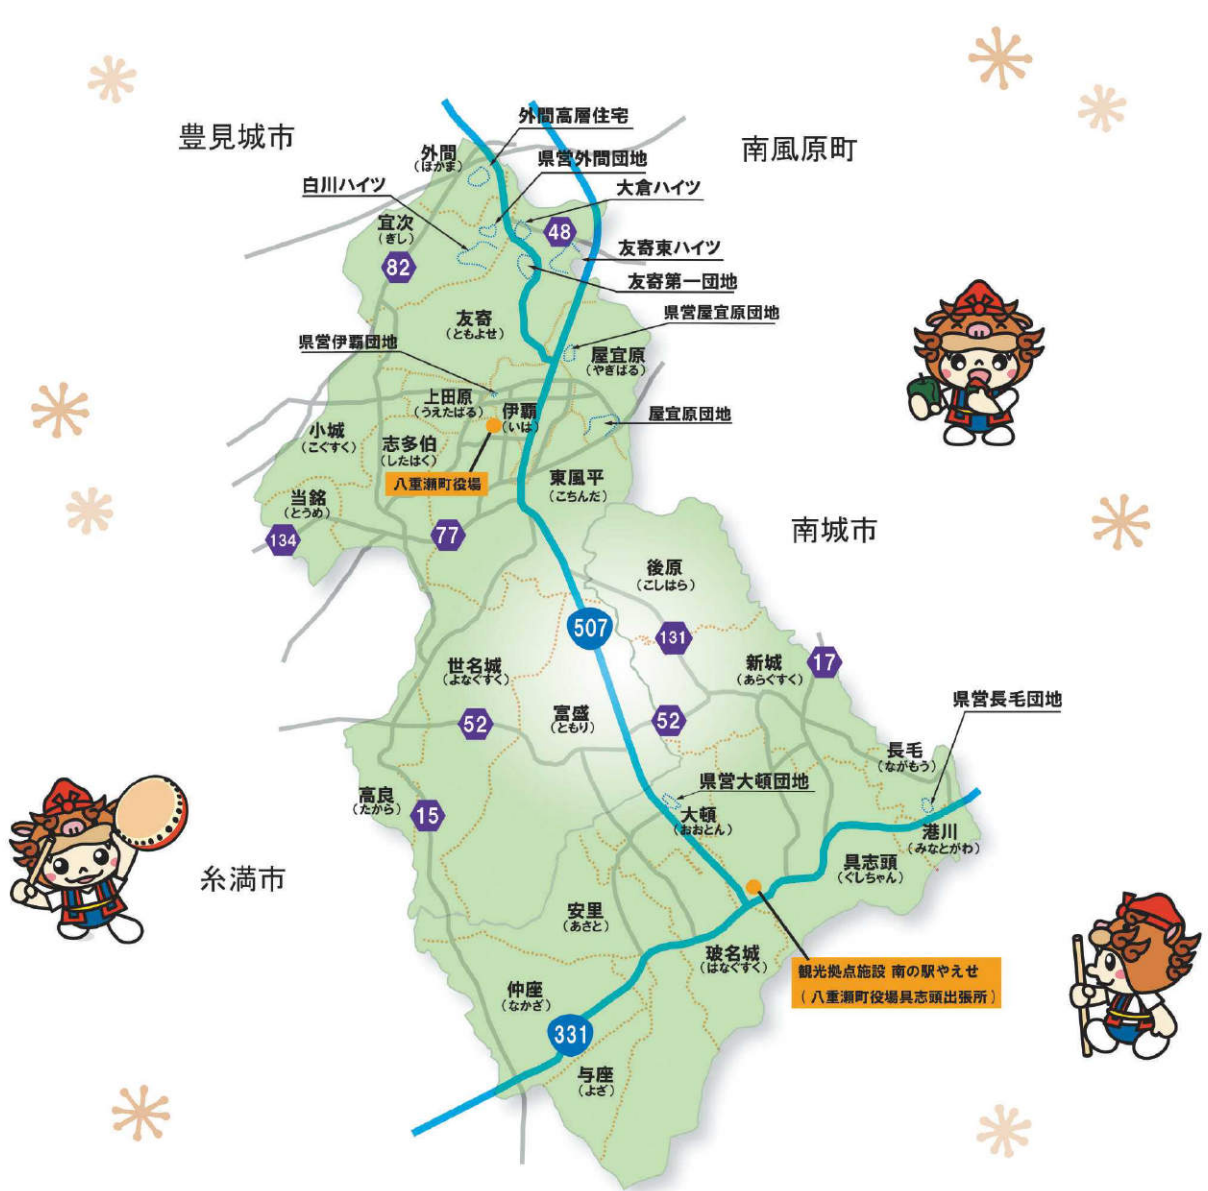 外間高層住宅
豊見城市
南風原町
外間
(ほかま)
県営外間団地
白川ハイツ
大倉ハイツ
宜次
(ぎし)
48
友寄東ハイツ
82
友寄第一団地
友寄
(ともよせ)
県営屋宜原団地
県営伊覇団地
屋宜原
(やぎばる)
上田原
(うえたばる)
伊覇
(いは)
屋宜原団地
小城
(こぐすく)
志多伯
(したはく)
八重瀬町役場
東風平
(こちんだ)
当銘
(とうめ)
134
77
南城市
後原
(こしはら)
507
131
世名城
(よなぐすく)
新城
(あらぐすく)
17
52
富盛
(ともり)
52
県営長毛団地
長毛
(ながもう)
高良
(たから)
15
県営大頓団地
大頓
(おおとん)
港川
(みなとがわ)
糸満市
具志頭
(ぐしちゃん)
安里
(あさと)
玻名城
(はなぐすく)
観光拠点施設 南の駅やえせ
(八重瀬町役場具志頭出張所)
仲座
(なかざ)
331
与座
(よざ)